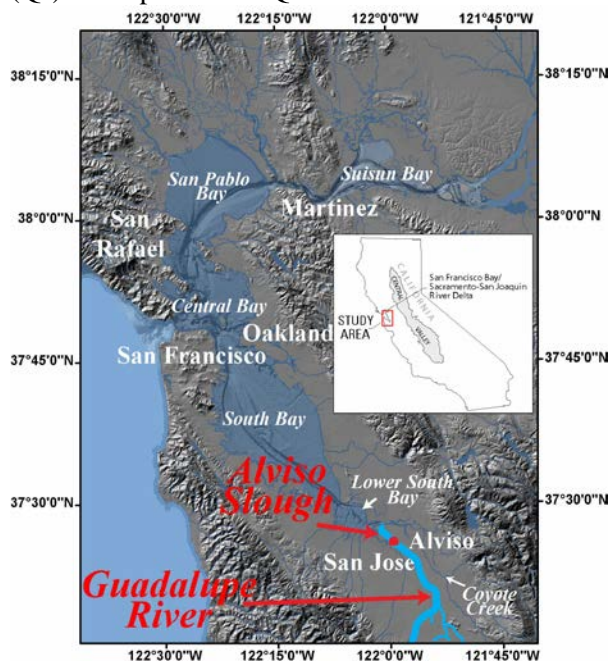 122°30'0"W 122°15'0"W 122°0'0"W 121°45'0"W
38°15'0"N
38°15'0"N
San Pablo
Bay
Suisun Bay
Martinez
38°0'0"N
38°0'0"N
San
Rafael
CALIFORNIA
CENTRAL
VALLEY
San Francisco Bay/
Sacramento-San Joaquin
River Delta
STUDY
AREA
Central Bay
Oakland
San Francisco
37°45'0"N
37°45'0"N
South Bay
Alviso
Slough
Lower South
Bay
37°30'0"N
37°30'0"N
Alviso
San Jose
Guadalupe
River
Coyote
Creek
122°30'0"W 122°15'0"W 122°0'0"W 121°45'0"W